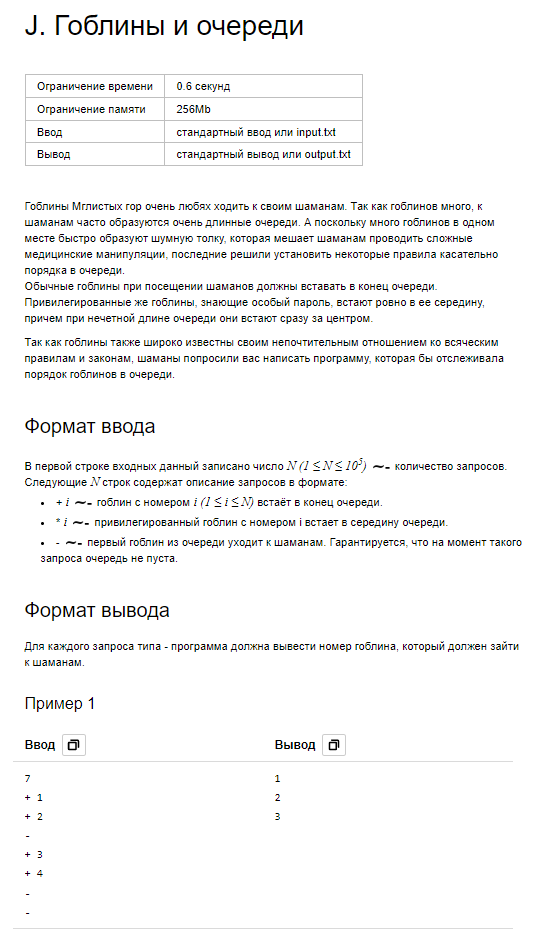 J. Гоблины и очереди
Ограничение времени 0.6 секунд
Ограничение памяти 256Mb
Ввод стандартный ввод или input.txt
Вывод стандартный вывод или output.txt
Гоблины Мглистых гор очень любях ходить к своим шаманам. Так как гоблинов много, к
шаманам часто образуются очень длинные очереди. А поскольку много гоблинов в одном
месте быстро образуют шумную толку, которая мешает шаманам проводить сложные
медицинские манипуляции, последние решили установить некоторые правила касательно
порядка в очереди.
Обычные гоблины при посещении шаманов должны вставать в конец очереди.
Привилегированные же гоблины, знающие особый пароль, встают ровно в ее середину,
причем при нечетной длине очереди они встают сразу за центром.
Так как гоблины также широко известны своим непочтительным отношением ко всяческим
правилам и законам, шаманы попросили вас написать программу, которая бы отслеживала
порядок гоблинов в очереди.
Формат ввода
В первой строке входных данный записано число N (1 ≤ N ≤ 10⁵) ~- количество запросов.
Следующие N строк содержат описание запросов в формате:
• + i ~- гоблин с номером i (1 ≤ i ≤ N) встаёт в конец очереди.
• * i ~- привилегированный гоблин с номером i встает в середину очереди.
• - ~- первый гоблин из очереди уходит к шаманам. Гарантируется, что на момент такого
запроса очередь не пуста.
Формат вывода
Для каждого запроса типа - программа должна вывести номер гоблина, который должен зайти
к шаманам.
Пример 1
Ввод Вывод
7 1
+ 1 2
+ 2 3
-
+ 3
+ 4
-
-